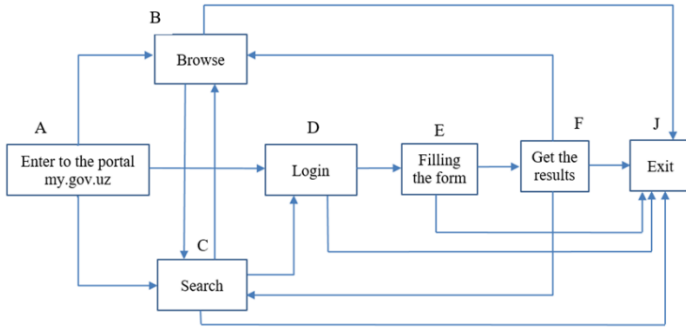 B
Browse
A
Enter to the portal
my.gov.uz
D
Login
E
Filling
the form
F
Get the
results
J
Exit
C
Search